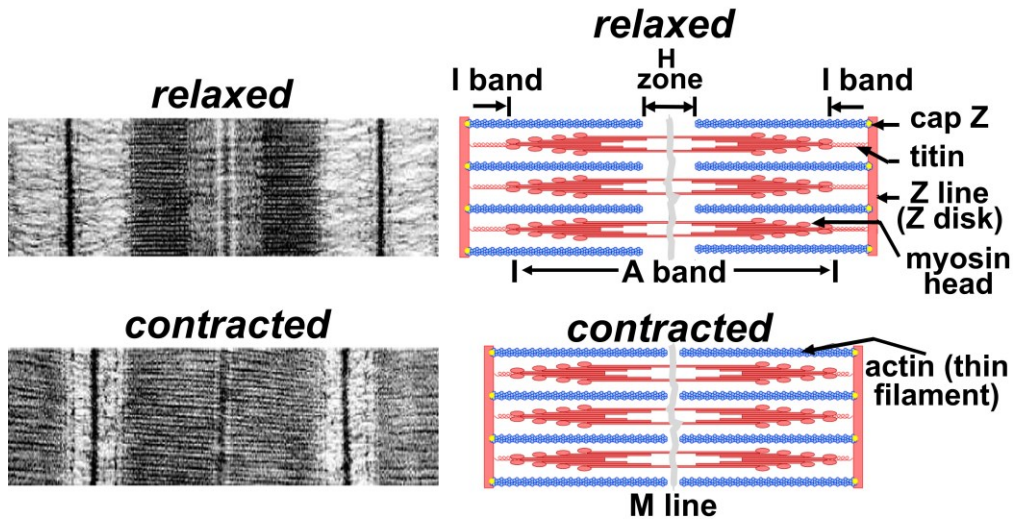 relaxed
relaxed
H
zone
I band
I band
cap Z
titin
Z line
(Z disk)
myosin
head
A band
contracted
contracted
actin (thin
filament)
M line